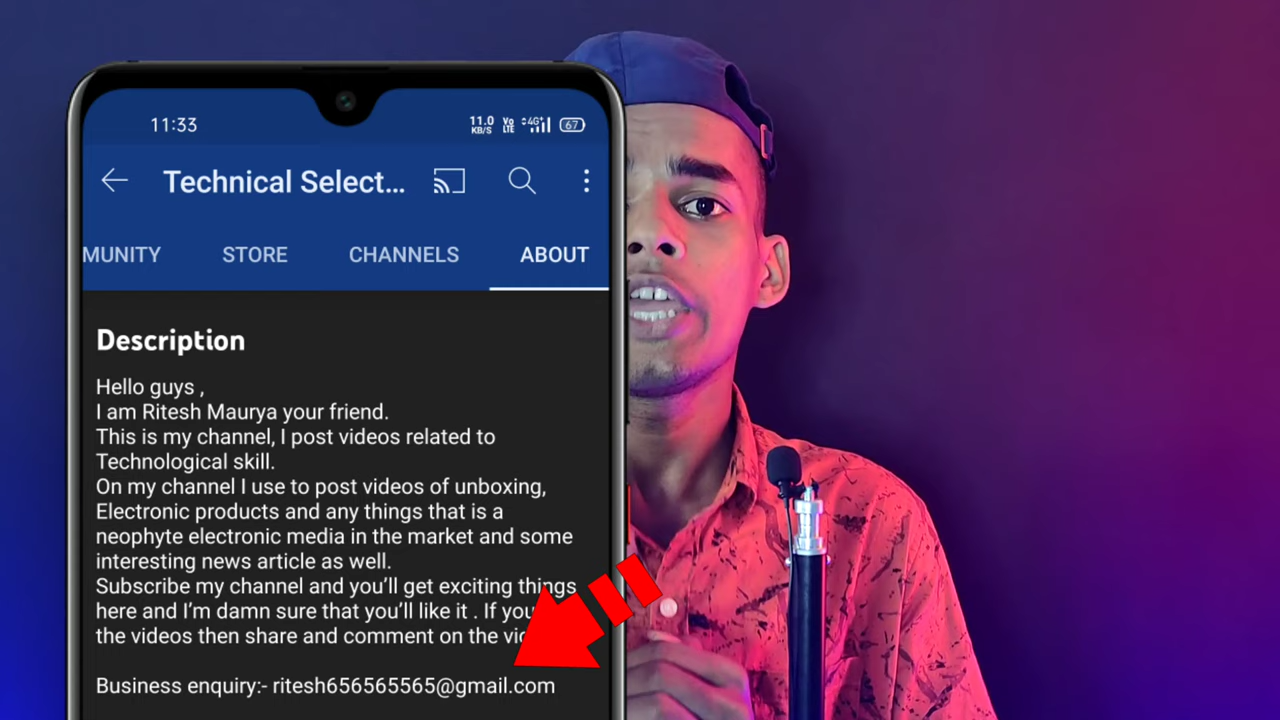 11:33
11.0 KB/S Vo LTE 4G+ 67
Technical Select...
MUNITY STORE CHANNELS ABOUT
Description
Hello guys ,
I am Ritesh Maurya your friend.
This is my channel, I post videos related to
Technological skill.
On my channel I use to post videos of unboxing,
Electronic products and any things that is a
neophyte electronic media in the market and some
interesting news article as well.
Subscribe my channel and you'll get exciting things
here and I'm damn sure that you'll like it . If you
the videos then share and comment on the
Business enquiry:- ritesh656565565@gmail.com